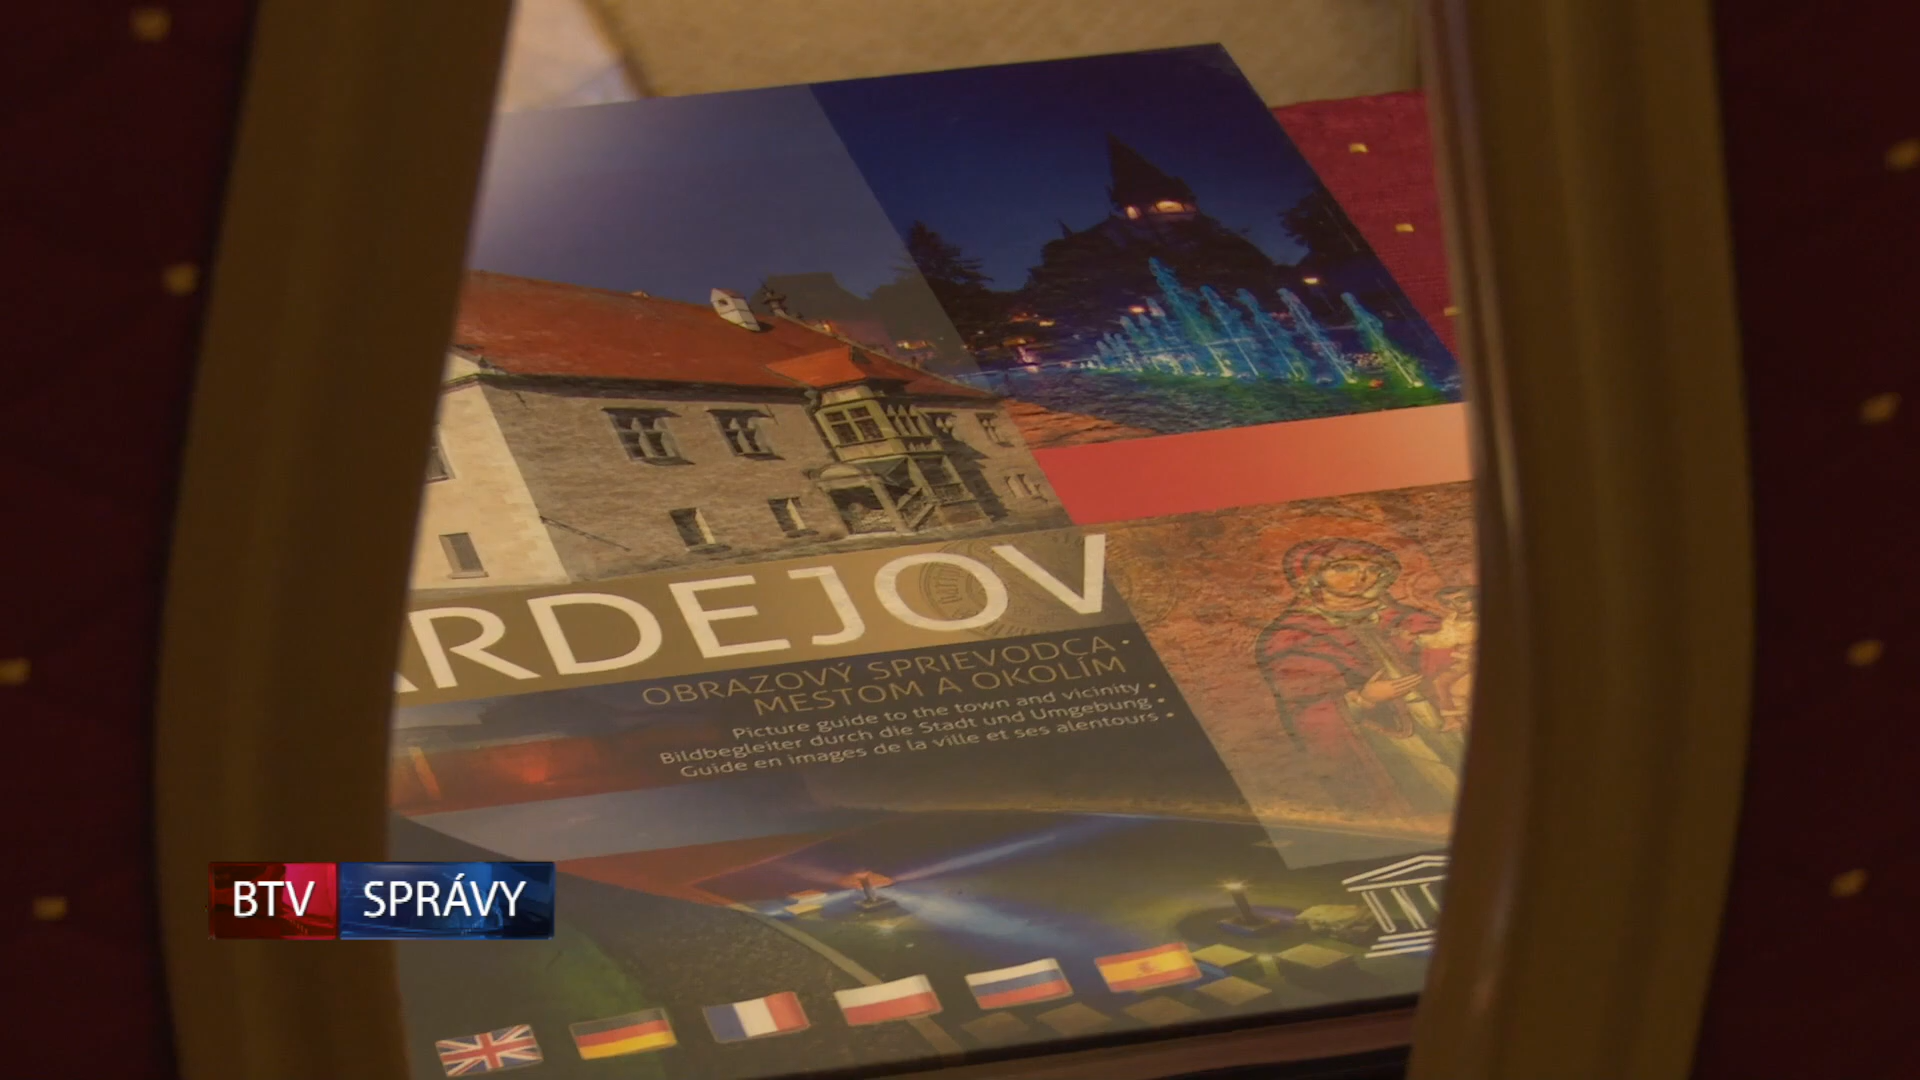 ARDEJOV
OBRAZOVÝ SPRIEVODCA •
MESTOM A OKOLÍM
Picture guide to the town and vicinity •
Bildbegleiter durch die Stadt und Umgebung •
Guide en images de la ville et ses alentours •
BTV SPRÁVY